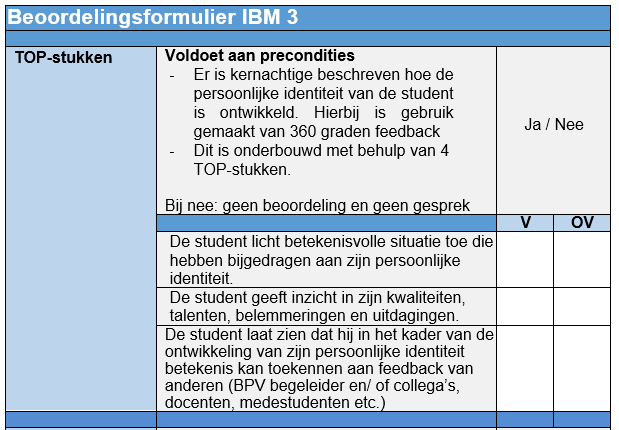 Beoordelingsformulier IBM 3
TOP-stukken
Voldoet aan precondities
- Er is kernachtige beschreven hoe de
persoonlijke identiteit van de student
is ontwikkeld. Hierbij is gebruik
gemaakt van 360 graden feedback
- Dit is onderbouwd met behulp van 4
TOP-stukken.
Bij nee: geen beoordeling en geen gesprek
Ja / Nee
V OV
De student licht betekenisvolle situatie toe die
hebben bijgedragen aan zijn persoonlijke
identiteit.
De student geeft inzicht in zijn kwaliteiten,
talenten, belemmeringen en uitdagingen.
De student laat zien dat hij in het kader van de
ontwikkeling van zijn persoonlijke identiteit
betekenis kan toekennen aan feedback van
anderen (BPV begeleider en/ of collega’s,
docenten, medestudenten etc.)